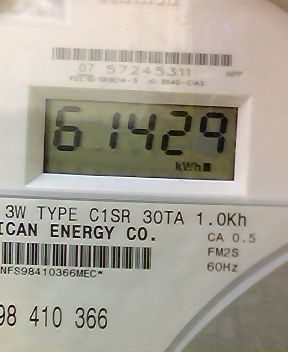 07 57245311 HPP
61429
kWh
3W TYPE C1SR 30TA 1.0Kh
ICAN ENERGY CO.
CA 0.5
FM2S
60Hz
NFS98410366MEC*
98 410 366